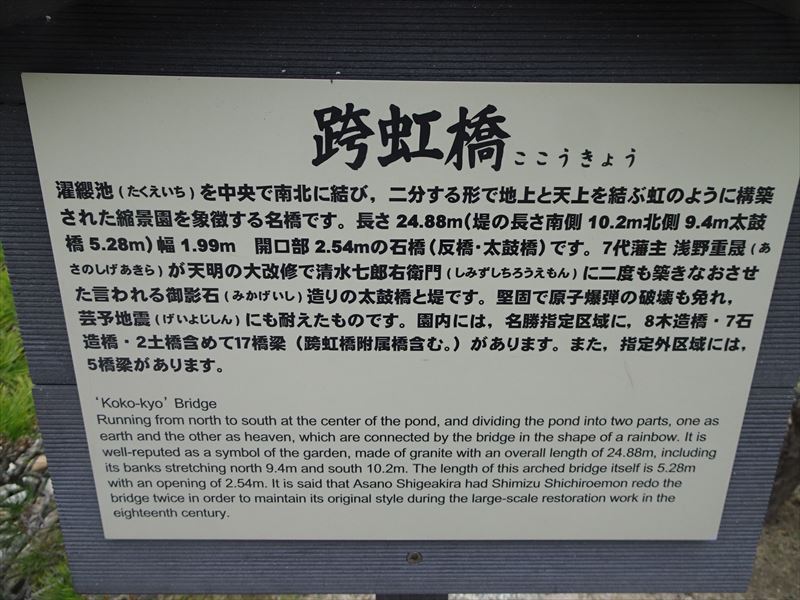 跨虹橋ここうきょう
濯纓池(たくえいち)を中央で南北に結び，二分する形で地上と天上を結ぶ虹のように構築
された縮景園を象徴する名橋です。長さ 24.88m(堤の長さ南側 10.2m北側 9.4m太鼓
橋 5.28m)幅 1.99m　開口部 2.54mの石橋(反橋・太鼓橋)です。7代藩主 浅野重晟(あ
さのしげあきら)が天明の大改修で清水七郎右衛門(しみずしちろうえもん)に二度も築きなおさせ
た言われる御影石(みかげいし)造りの太鼓橋と堤です。堅固で原子爆弾の破壊も免れ，
芸予地震(げいよじしん)にも耐えたものです。園内には，名勝指定区域に，8木造橋・7石
造橋・2土橋含めて17橋梁（跨虹橋附属橋含む。）があります。また，指定外区域には，
5橋梁があります。
‘Koko-kyo’ Bridge
Running from north to south at the center of the pond, and dividing the pond into two parts, one as
earth and the other as heaven, which are connected by the bridge in the shape of a rainbow. It is
well-reputed as a symbol of the garden, made of granite with an overall length of 24.88m, including
its banks stretching north 9.4m and south 10.2m. The length of this arched bridge itself is 5.28m
with an opening of 2.54m. It is said that Asano Shigeakira had Shimizu Shichiroemon redo the
bridge twice in order to maintain its original style during the large-scale restoration work in the
eighteenth century.